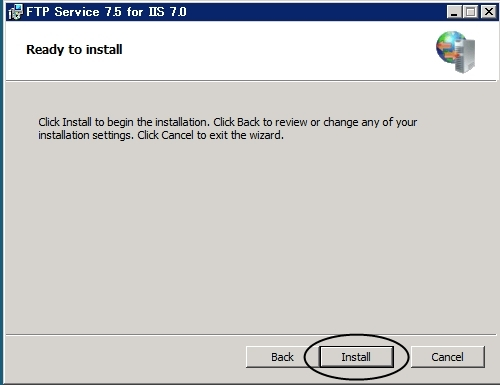 FTP Service 7.5 for IIS 7.0
Ready to install
Click Install to begin the installation. Click Back to review or change any of your
installation settings. Click Cancel to exit the wizard.
Back Install Cancel